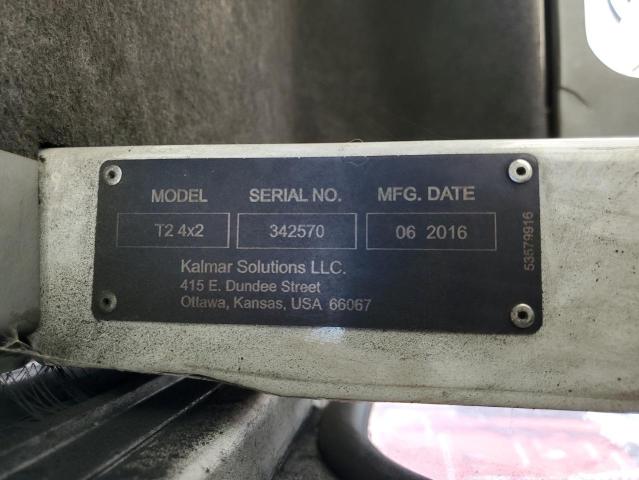 MODEL SERIAL NO. MFG. DATE
T2 4x2 342570 06 2016
Kalmar Solutions LLC.
415 E. Dundee Street
Ottawa, Kansas, USA 66067
53579916